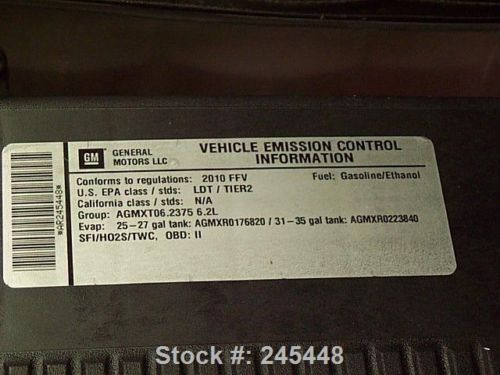 *AR245448*
GM
GENERAL
MOTORS LLC
VEHICLE EMISSION CONTROL
INFORMATION
Conforms to regulations: 2010 FFV Fuel: Gasoline/Ethanol
U.S. EPA class / stds: LDT / TIER2
California class / stds: N/A
Group: AGMXT06.2375 6.2L
Evap: 25-27 gal tank: AGMXR0176820 / 31-35 gal tank: AGMXR0223840
SFI/HO2S/TWC, OBD: II
Stock #: 245448